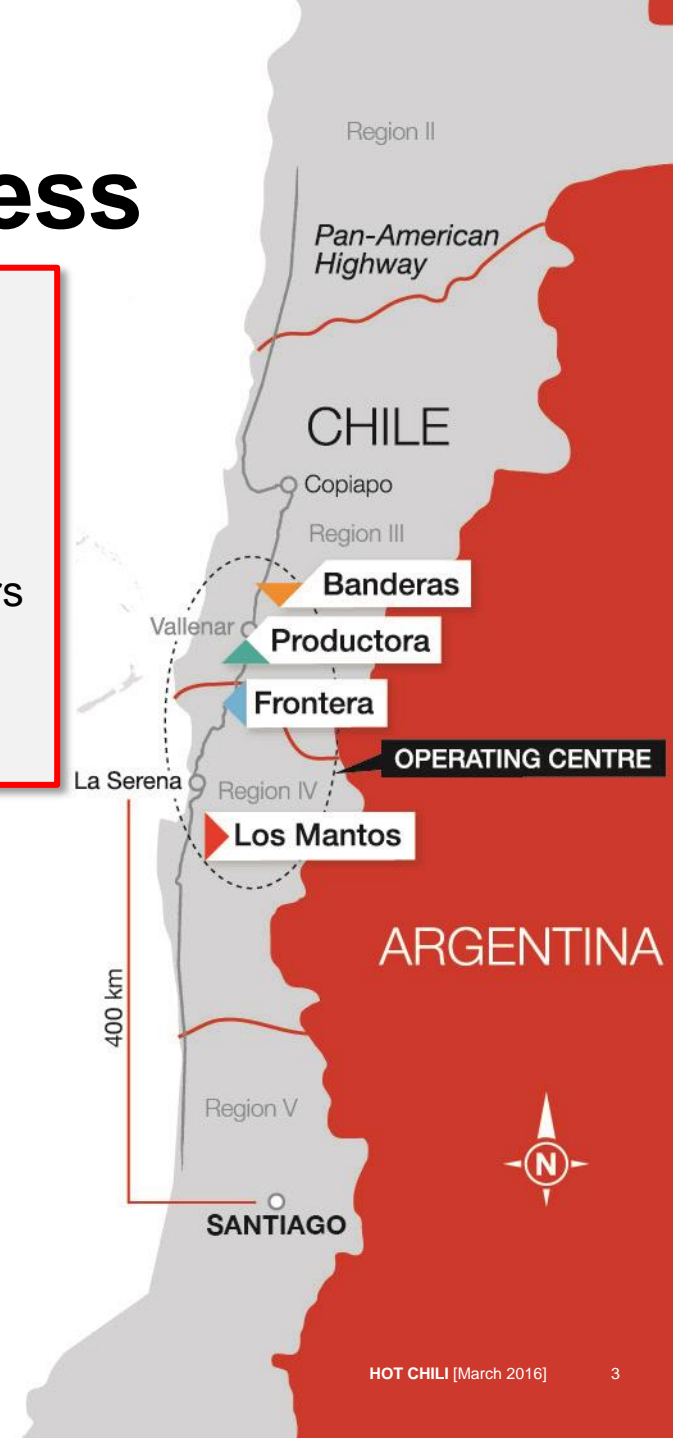 Region II
ess
Pan-American
Highway
CHILE
Copiapo
Region III
Banderas
rs
Vallenar
Productora
Frontera
OPERATING CENTRE
La Serena
Region IV
Los Mantos
ARGENTINA
400 km
Region V
N
SANTIAGO
HOT CHILI [March 2016] 3